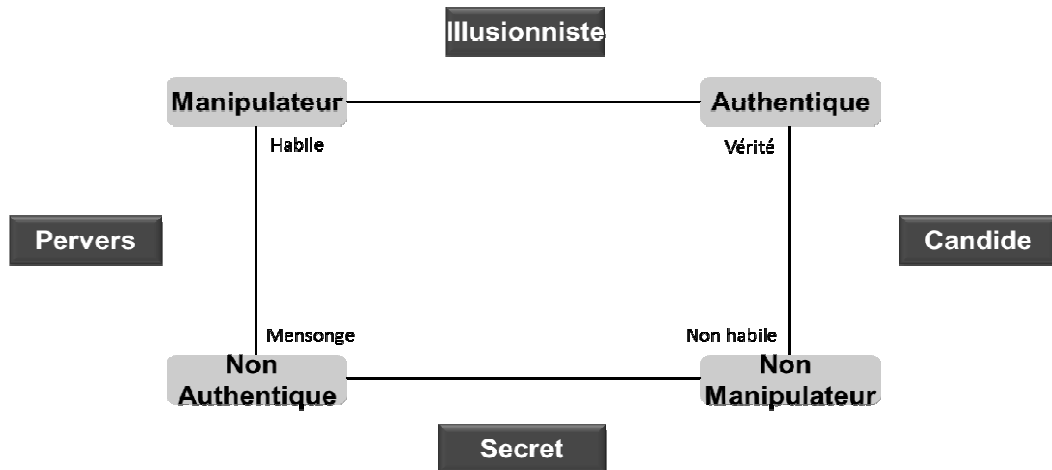 Illusionniste
Manipulateur
Authentique
Habile
Vérité
Pervers
Candide
Mensonge
Non habile
Non
Authentique
Non
Manipulateur
Secret